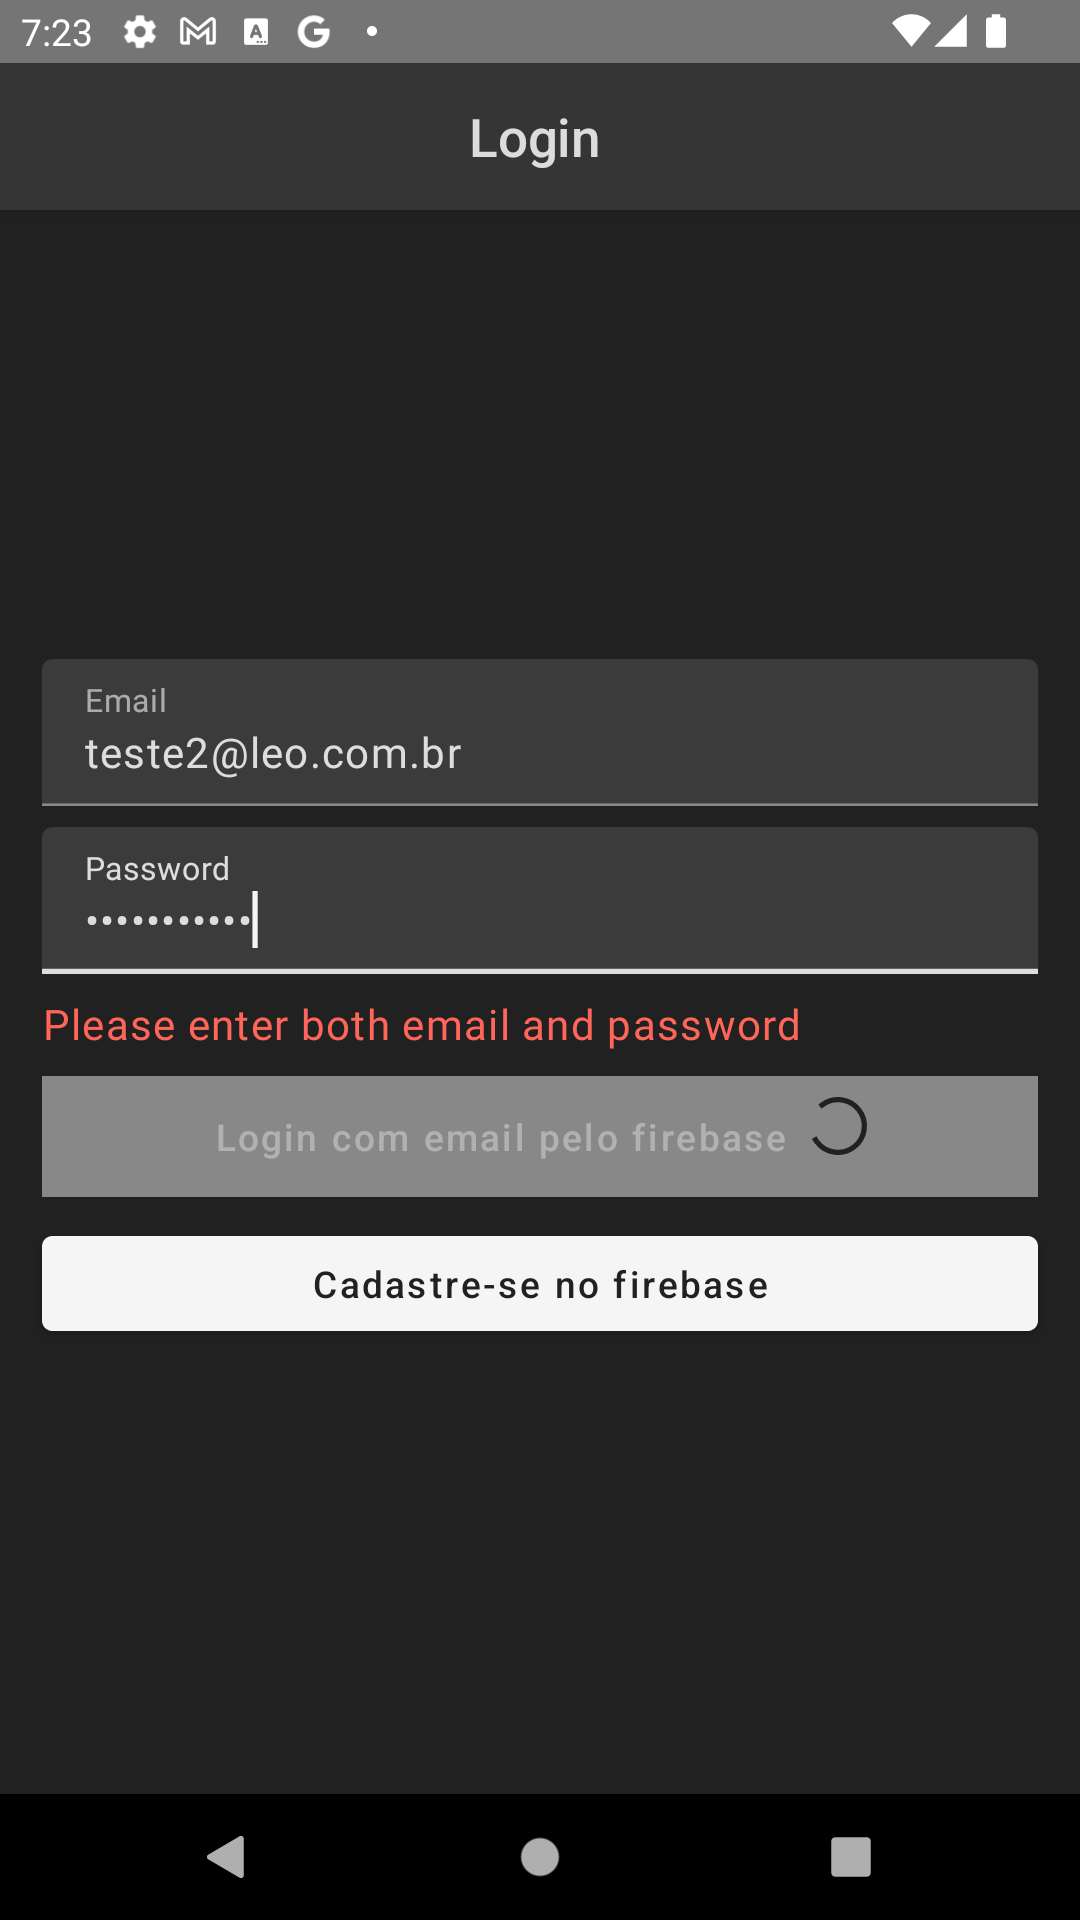 7:23
Login
Email
teste2@leo.com.br
Password
•••••••••••
Please enter both email and password
Login com email pelo firebase
Cadastre-se no firebase